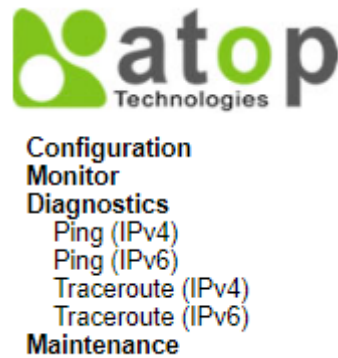 atop
Technologies
Configuration
Monitor
Diagnostics
Ping (IPv4)
Ping (IPv6)
Traceroute (IPv4)
Traceroute (IPv6)
Maintenance